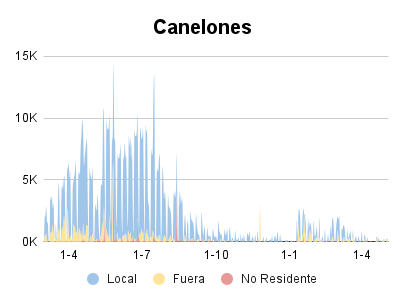 Canelones
15K
10K
5K
0K
1-4 1-7 1-10 1-1 1-4
Local Fuera No Residente